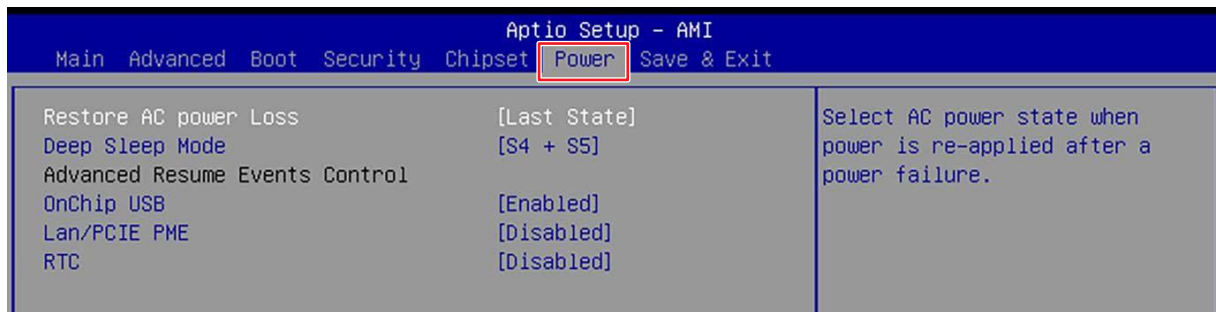 Aptio Setup – AMI
Main Advanced Boot Security Chipset Power Save & Exit
Restore AC power Loss [Last State]
Deep Sleep Mode [S4 + S5]
Advanced Resume Events Control
OnChip USB [Enabled]
Lan/PCIE PME [Disabled]
RTC [Disabled]
Select AC power state when
power is re-applied after a
power failure.